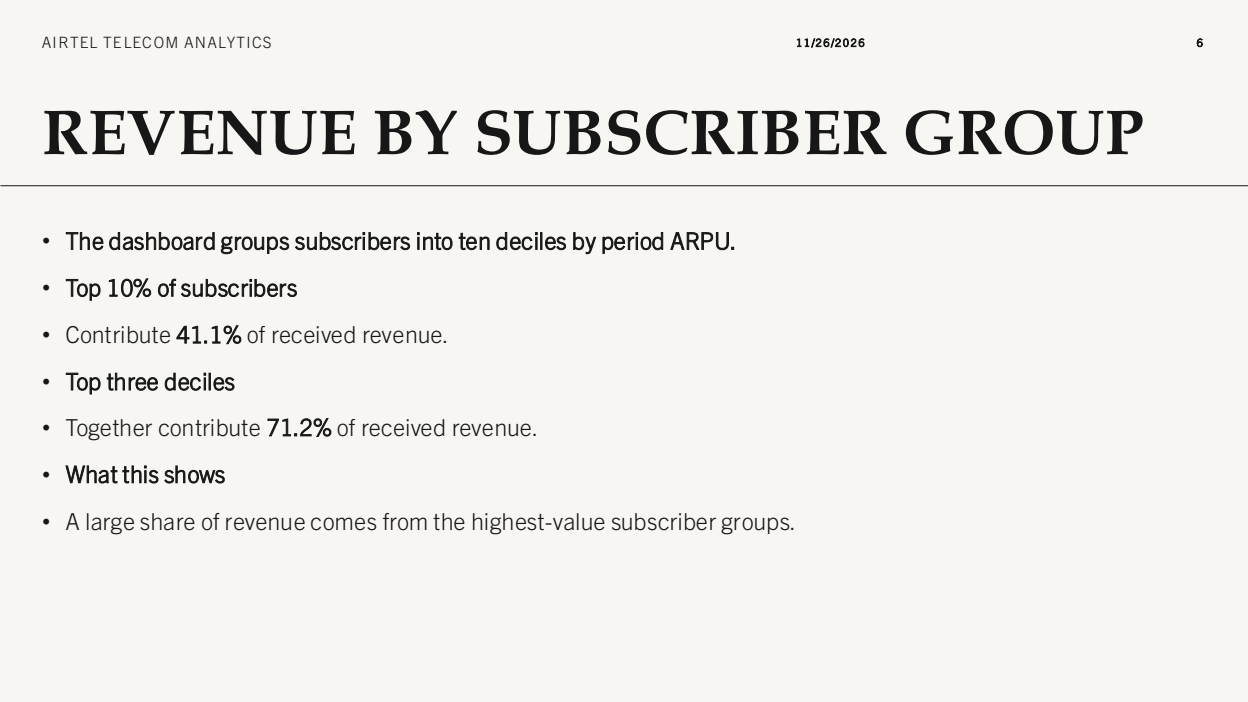 AIRTEL TELECOM ANALYTICS 11/26/2026 6
REVENUE BY SUBSCRIBER GROUP
• The dashboard groups subscribers into ten deciles by period ARPU.
• Top 10% of subscribers
• Contribute 41.1% of received revenue.
• Top three deciles
• Together contribute 71.2% of received revenue.
• What this shows
• A large share of revenue comes from the highest-value subscriber groups.